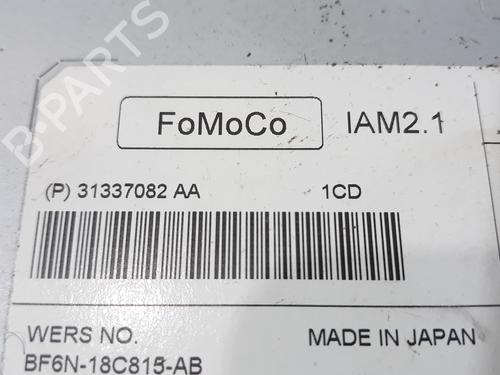 B-PARTS
FoMoCo IAM2.1
(P) 31337082 AA 1CD
WERS NO. MADE IN JAPAN
BF6N-18C815-AB